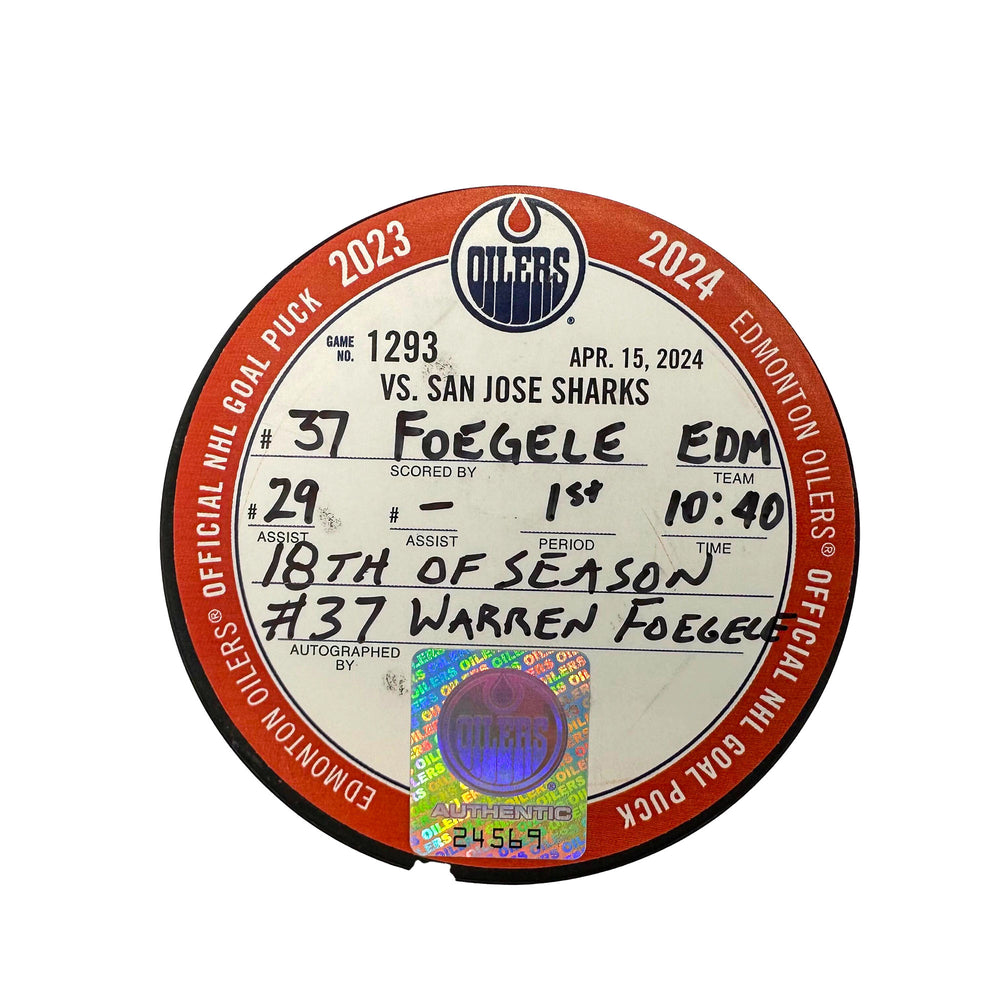 2023 2024
OILERS®
EDMONTON OILERS® OFFICIAL NHL GOAL PUCK
EDMONTON OILERS® OFFICIAL NHL GOAL PUCK
GAME NO. 1293 APR. 15, 2024
VS. SAN JOSE SHARKS
# 37 FOEGELE EDM
SCORED BY TEAM
# 29 # - 1st 10:40
ASSIST ASSIST PERIOD TIME
18TH OF SEASON
#37 WARREN FOEGELE
AUTOGRAPHED
BY
OILERS®
AUTHENTIC
24569